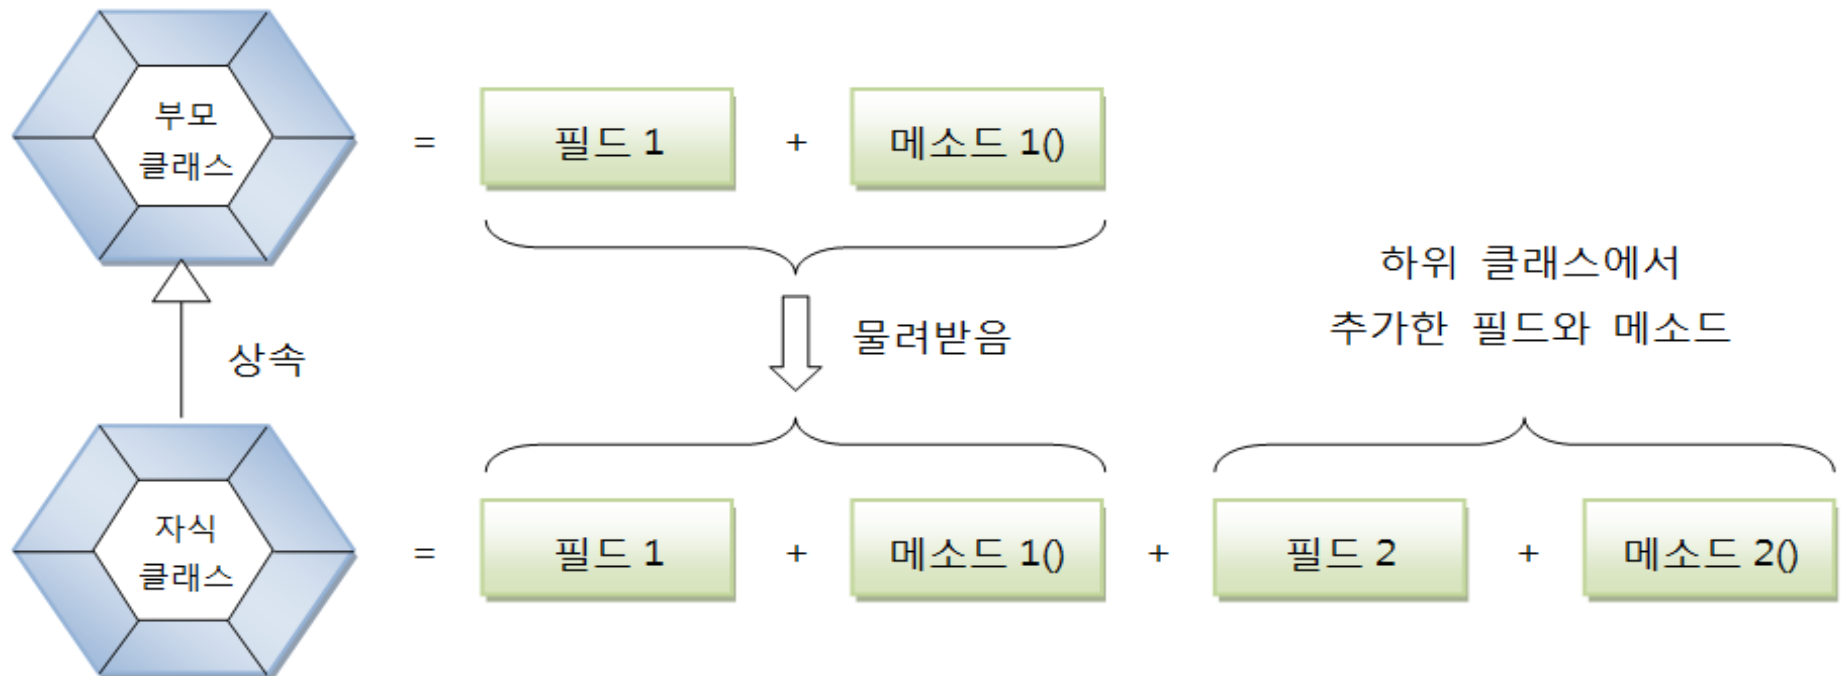 부모
클래스
=
필드 1
+
메소드 1()
하위 클래스에서
추가한 필드와 메소드
물려받음
상속
자식
클래스
=
필드 1
+
메소드 1()
+
필드 2
+
메소드 2()